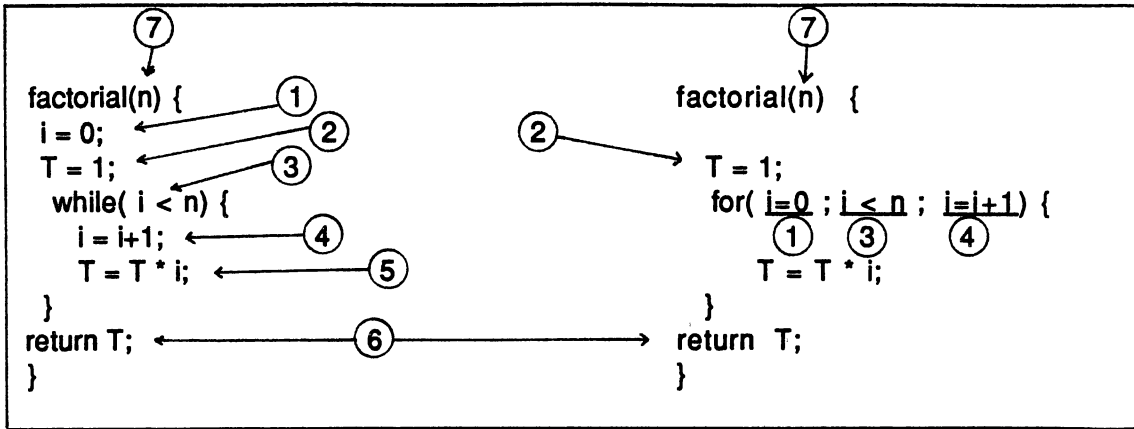 7 7
factorial(n) { 1 factorial(n) {
i = 0; 2 2
T = 1; 3 T = 1;
while( i < n) { for( i=0 ; i < n ; i=i+1) {
i = i+1; 4 1 3 4
T = T * i; 5 T = T * i;
} }
return T; 6 return T;
} }